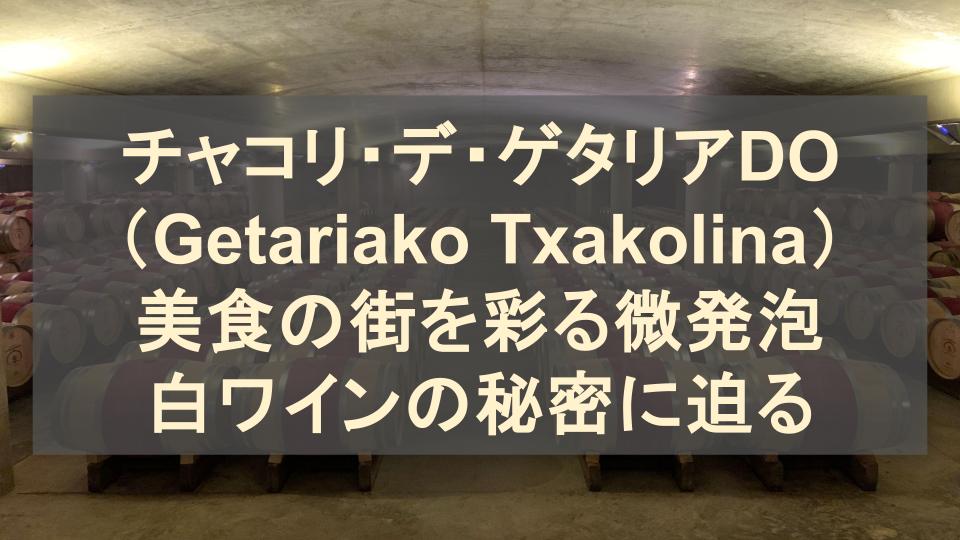 チャコリ・デ・ゲタリアDO
（Getariako Txakolina）
美食の街を彩る微発泡
白ワインの秘密に迫る